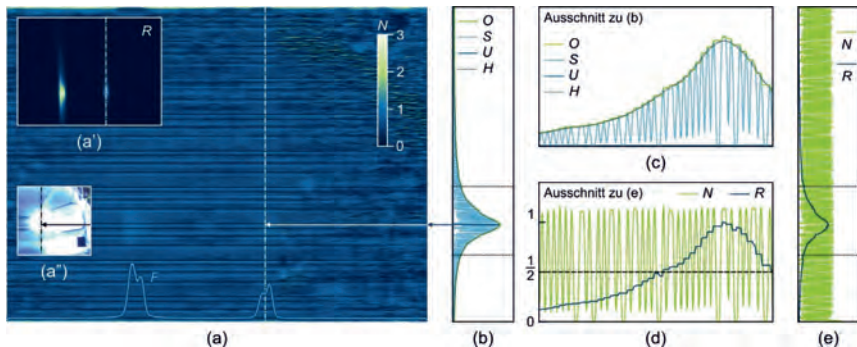 R
N
3
2
1
0
(a')
(a'')
F
(a)
O
S
U
H
(b)
Ausschnitt zu (b)
O
S
U
H
(c)
Ausschnitt zu (e) N R
1
1/2
0
(d)
N
R
(e)